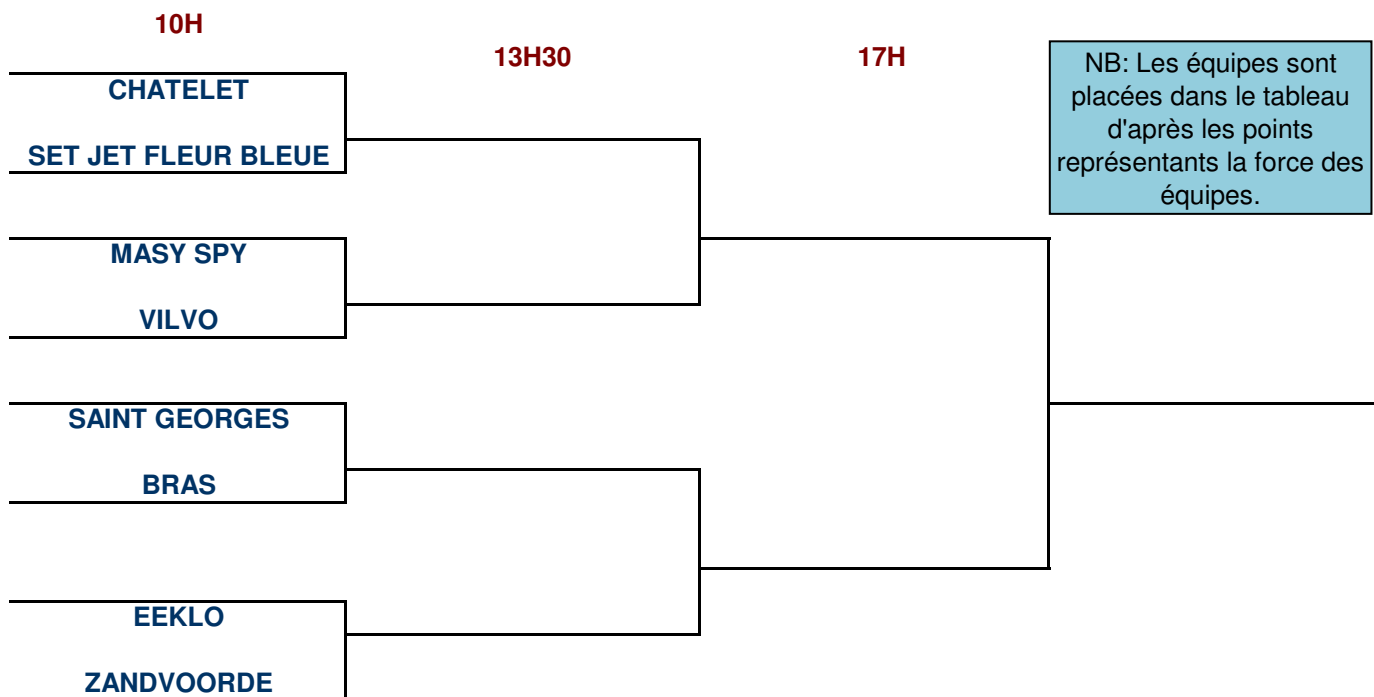 10H
13H30
17H
NB: Les équipes sont
placées dans le tableau
d'après les points
représentants la force des
équipes.
CHATELET
SET JET FLEUR BLEUE
MASY SPY
VILVO
SAINT GEORGES
BRAS
EEKLO
ZANDVOORDE